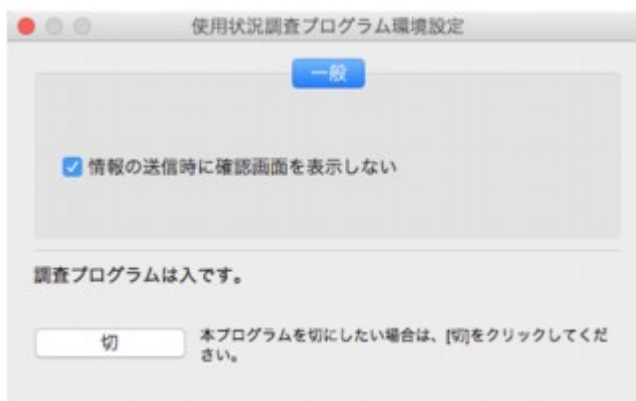 使用状況調査プログラム環境設定
一般
情報の送信時に確認画面を表示しない
調査プログラムは入です。
切
本プログラムを切にしたい場合は、[切]をクリックしてくだ
さい。